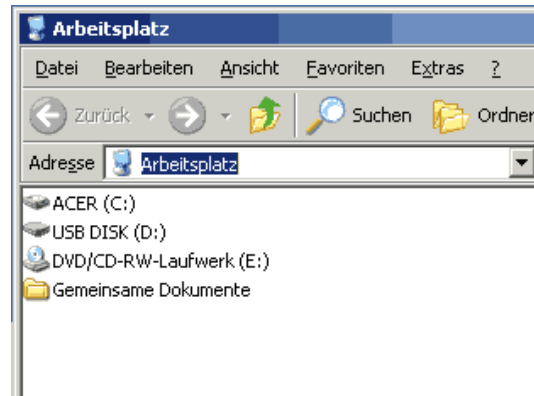 Arbeitsplatz
Datei Bearbeiten Ansicht Favoriten Extras ?
Zurück Suchen Ordner
Adresse Arbeitsplatz
ACER (C:)
USB DISK (D:)
DVD/CD-RW-Laufwerk (E:)
Gemeinsame Dokumente